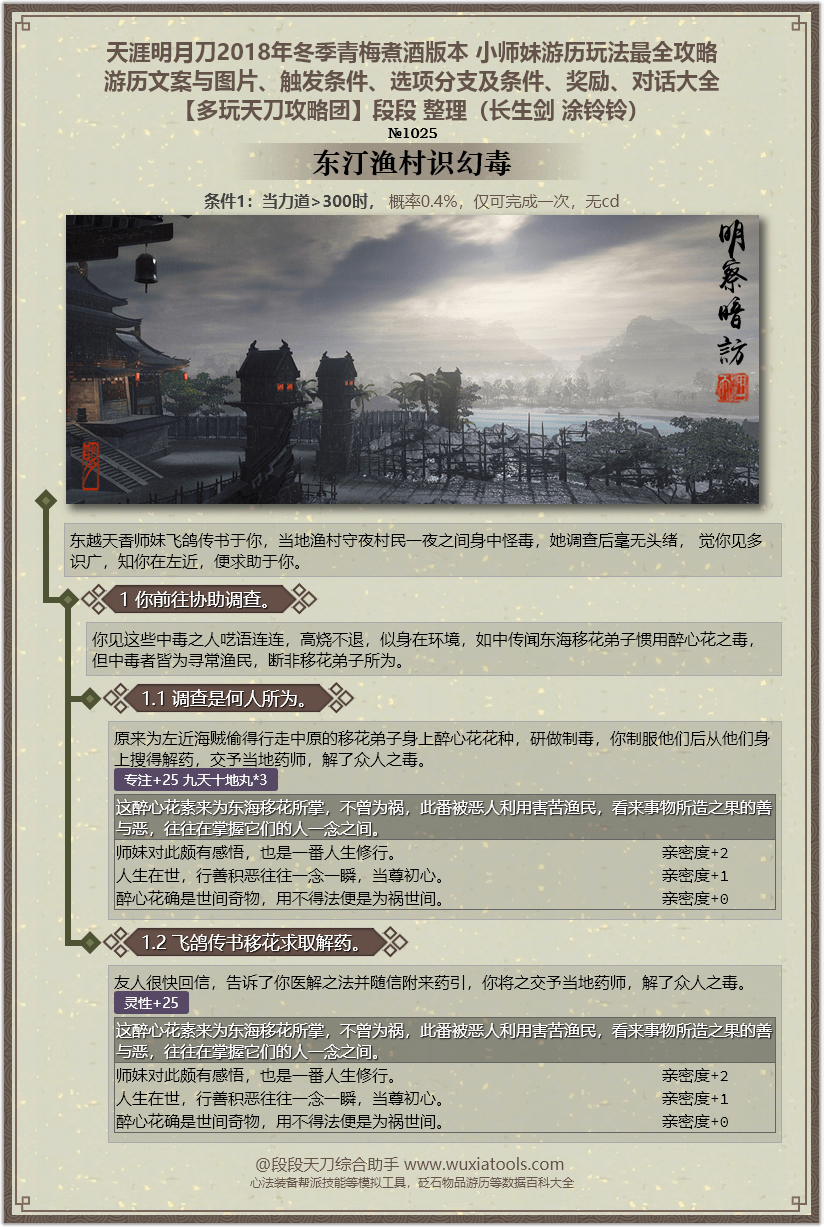 天涯明月刀2018年冬季青梅煮酒版本 小师妹游历玩法最全攻略
游历文案与图片、触发条件、选项分支及条件、奖励、对话大全
【多玩天刀攻略团】段段 整理（长生剑 涂铃铃）
№1025
东汀渔村识幻毒
条件1：当力道>300时， 概率0.4%，仅可完成一次，无cd
明察暗訪
东越天香师妹飞鸽传书于你，当地渔村守夜村民一夜之间身中怪毒，她调查后毫无头绪， 觉你见多
识广，知你在左近，便求助于你。
1 你前往协助调查。
你见这些中毒之人呓语连连，高烧不退，似身在环境，如中传闻东海移花弟子惯用醉心花之毒，
但中毒者皆为寻常渔民，断非移花弟子所为。
1.1 调查是何人所为。
原来为左近海贼偷得行走中原的移花弟子身上醉心花花种，研做制毒，你制服他们后从他们身
上搜得解药，交予当地药师，解了众人之毒。
专注+25 九天十地丸*3
这醉心花素来为东海移花所掌，不曾为祸，此番被恶人利用害苦渔民，看来事物所造之果的善
与恶，往往在掌握它们的人一念之间。
师妹对此颇有感悟，也是一番人生修行。 亲密度+2
人生在世，行善积恶往往一念一瞬，当尊初心。 亲密度+1
醉心花确是世间奇物，用不得法便是为祸世间。 亲密度+0
1.2 飞鸽传书移花求取解药。
友人很快回信，告诉了你医解之法并随信附来药引，你将之交予当地药师，解了众人之毒。
灵性+25
这醉心花素来为东海移花所掌，不曾为祸，此番被恶人利用害苦渔民，看来事物所造之果的善
与恶，往往在掌握它们的人一念之间。
师妹对此颇有感悟，也是一番人生修行。 亲密度+2
人生在世，行善积恶往往一念一瞬，当尊初心。 亲密度+1
醉心花确是世间奇物，用不得法便是为祸世间。 亲密度+0
@段段天刀综合助手 www.wuxiatools.com
心法装备帮派技能等模拟工具，砭石物品游历等数据百科大全